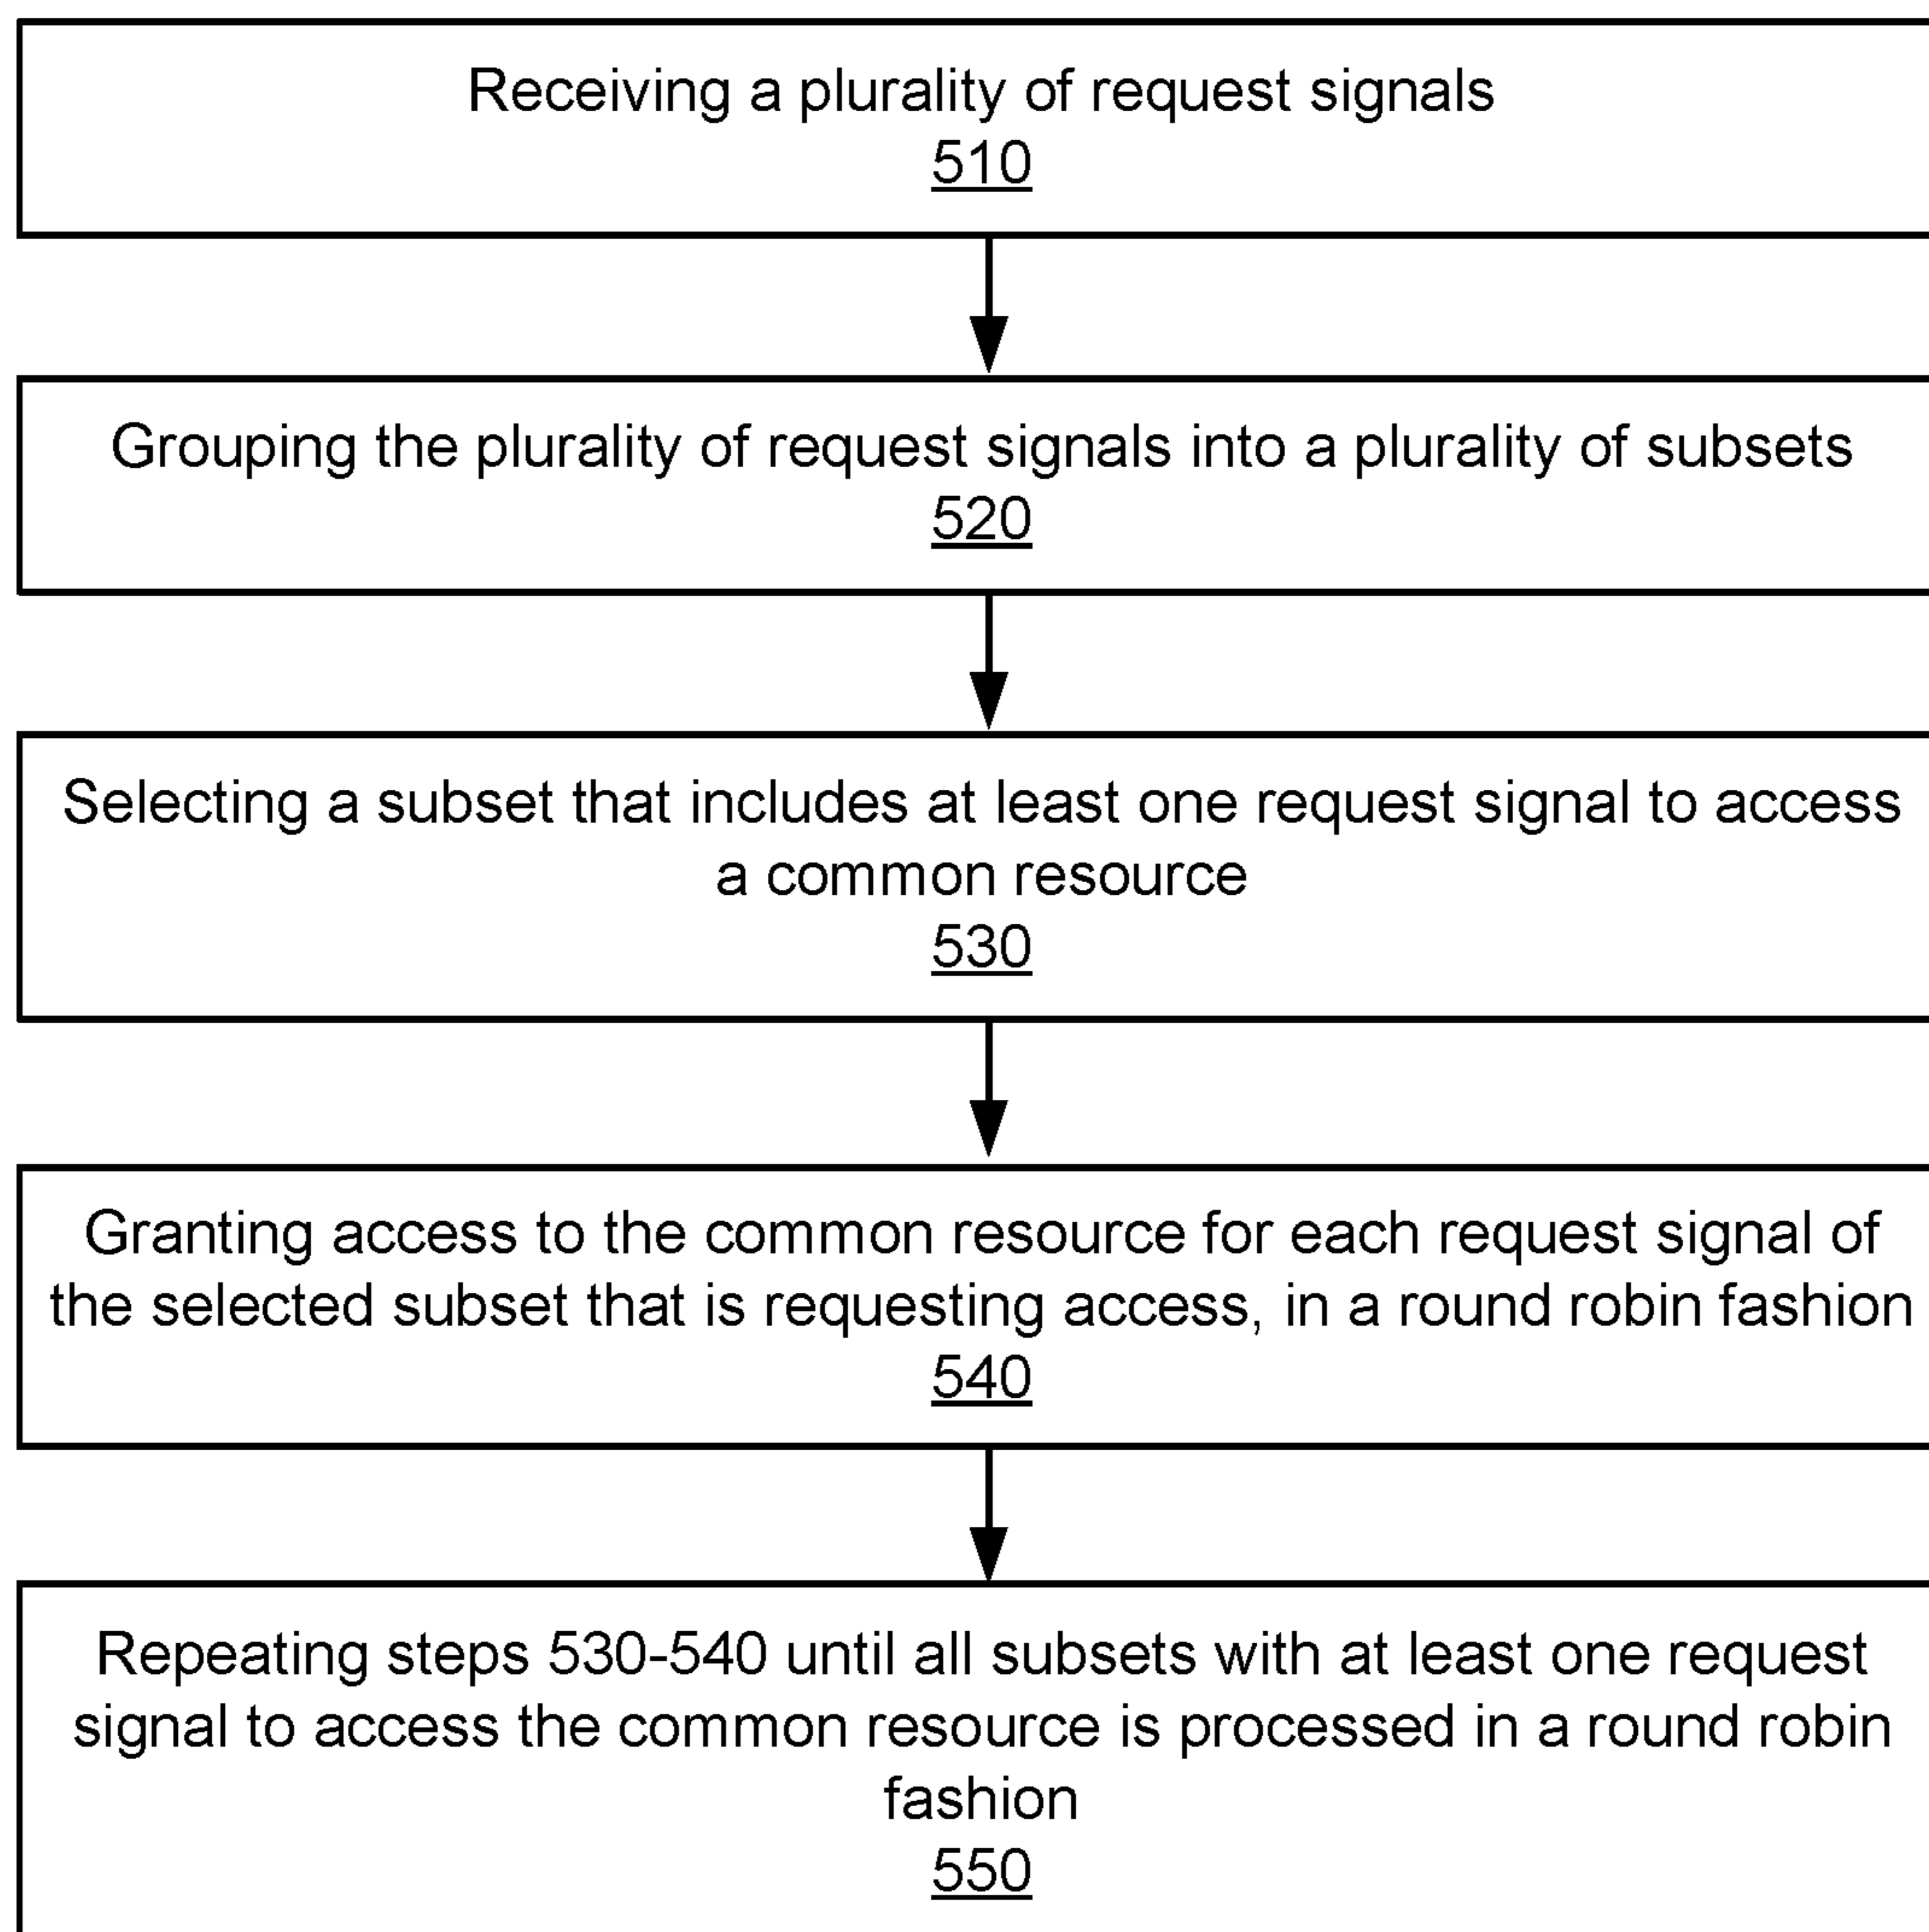 Receiving a plurality of request signals
510
Grouping the plurality of request signals into a plurality of subsets
520
Selecting a subset that includes at least one request signal to access
a common resource
530
Granting access to the common resource for each request signal of
the selected subset that is requesting access, in a round robin fashion
540
Repeating steps 530-540 until all subsets with at least one request
signal to access the common resource is processed in a round robin
fashion
550